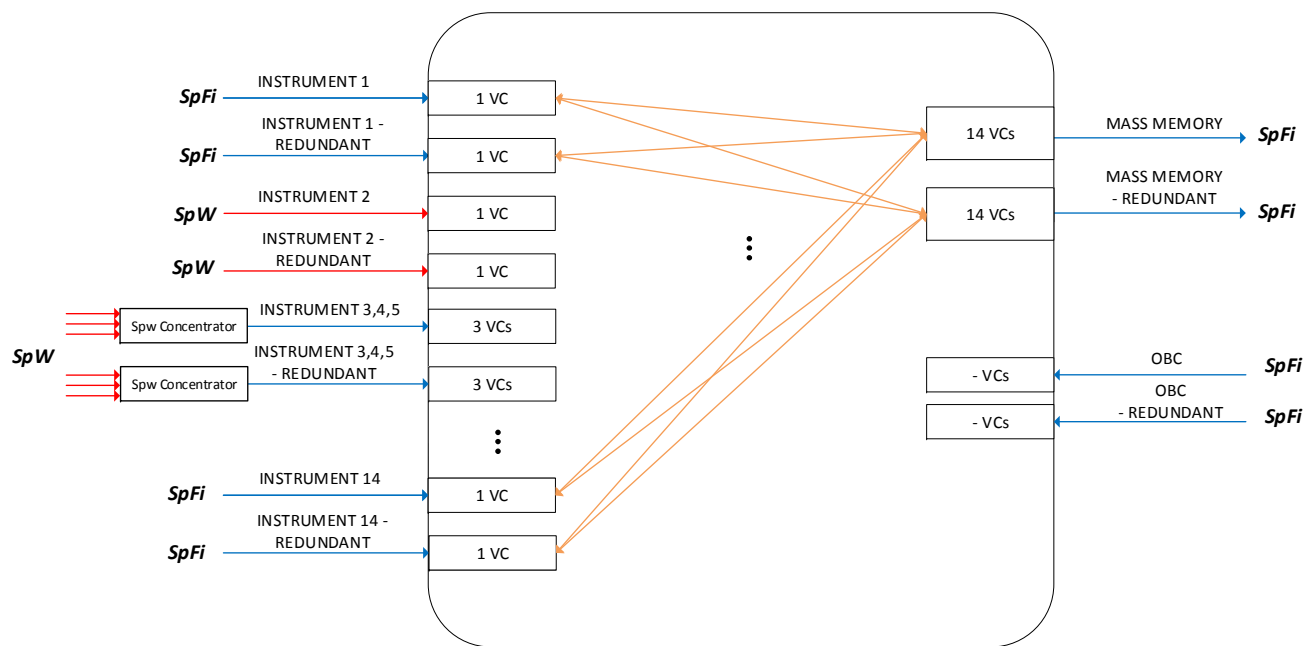 INSTRUMENT 1
SpFi
1 VC
INSTRUMENT 1 -
REDUNDANT
SpFi
1 VC
INSTRUMENT 2
SpW
1 VC
INSTRUMENT 2 -
REDUNDANT
SpW
1 VC
SpW
Spw Concentrator
INSTRUMENT 3,4,5
3 VCs
Spw Concentrator
INSTRUMENT 3,4,5
- REDUNDANT
3 VCs
INSTRUMENT 14
SpFi
1 VC
INSTRUMENT 14 -
REDUNDANT
SpFi
1 VC
14 VCs
MASS MEMORY
SpFi
14 VCs
MASS MEMORY
- REDUNDANT
SpFi
- VCs
OBC
SpFi
- VCs
OBC
- REDUNDANT
SpFi